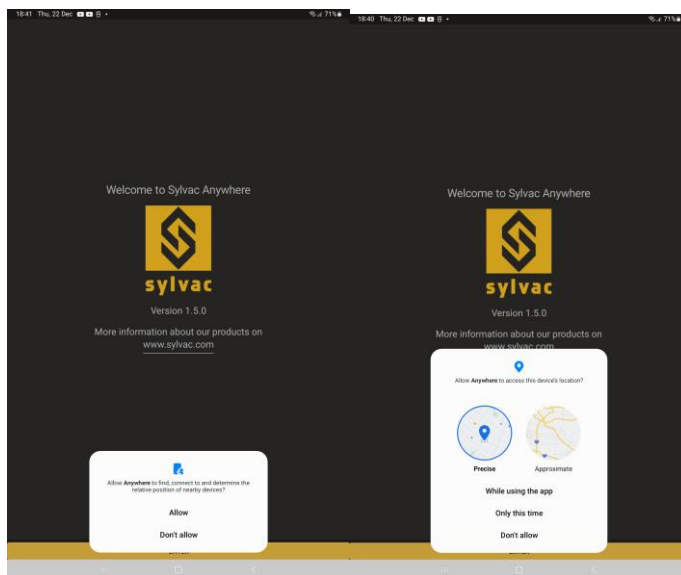 18:41 Thu, 22 Dec
71%
Welcome to Sylvac Anywhere
sylvac
Version 1.5.0
More information about our products on
www.sylvac.com
Allow Anywhere to find, connect to and determine the
relative position of nearby devices?
Allow
Don't allow
18:40 Thu, 22 Dec
71%
Welcome to Sylvac Anywhere
sylvac
Version 1.5.0
More information about our products on
www.sylvac.com
Allow Anywhere to access this device's location?
Precise
Approximate
While using the app
Only this time
Don't allow